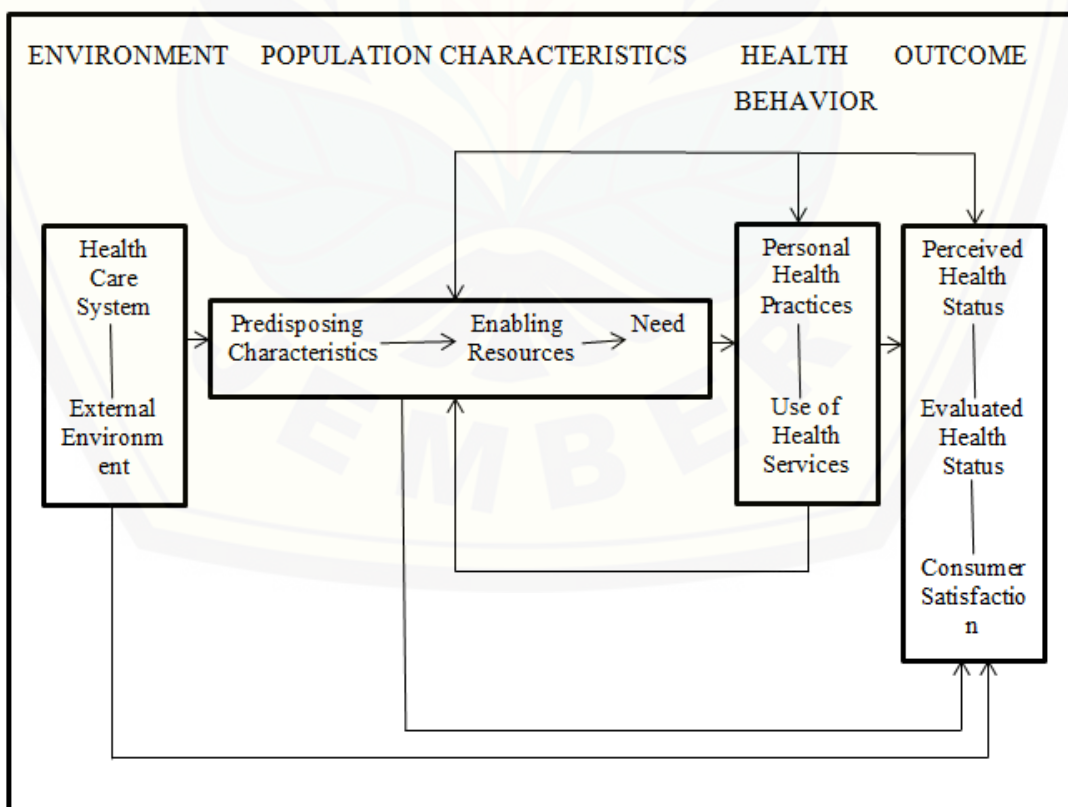 ENVIRONMENT POPULATION CHARACTERISTICS HEALTH OUTCOME
BEHAVIOR
Health
Care
System
External
Environm
ent
Predisposing
Characteristics
Enabling
Resources
Need
Personal
Health
Practices
Use of
Health
Services
Perceived
Health
Status
Evaluated
Health
Status
Consumer
Satisfactio
n
JEMBER